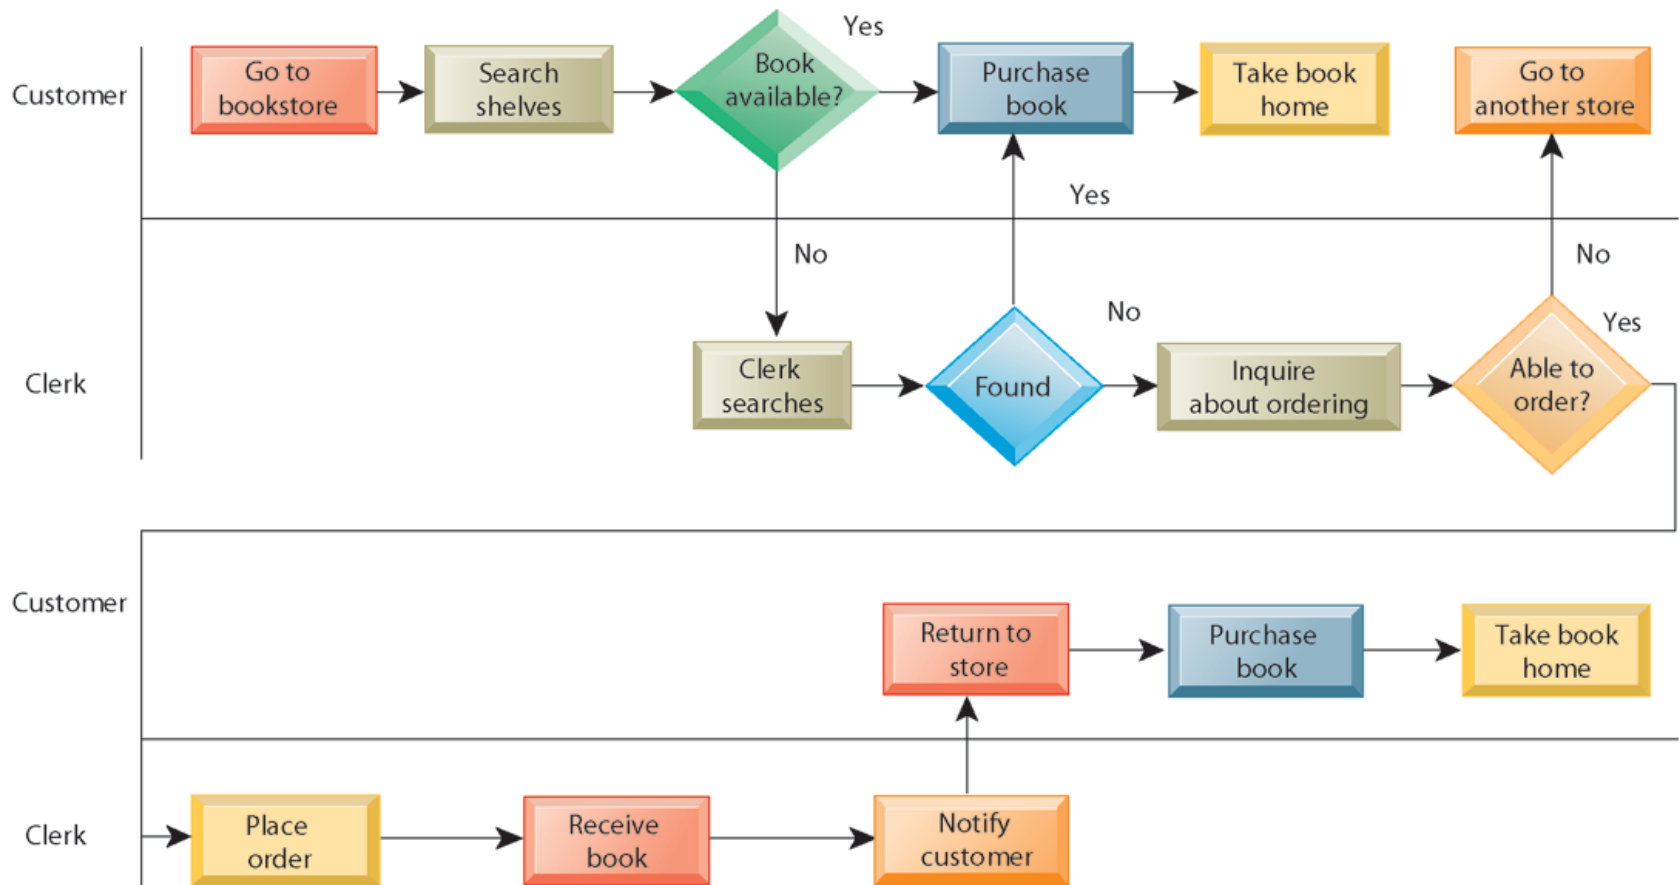 Customer
Go to
bookstore
Search
shelves
Book
available?
Yes
Purchase
book
Take book
home
Go to
another store
Yes
No
No
Clerk
Clerk
searches
Found
No
Inquire
about ordering
Able to
order?
Yes
Customer
Return to
store
Purchase
book
Take book
home
Clerk
Place
order
Receive
book
Notify
customer